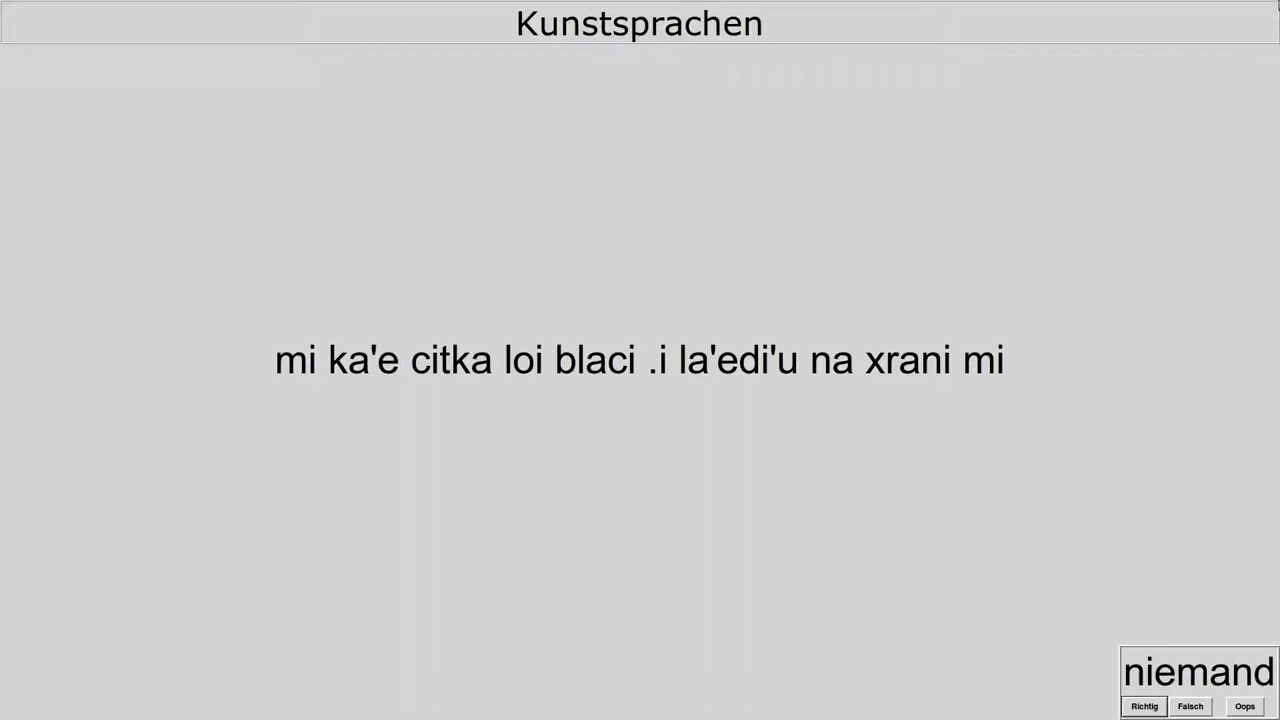 Kunstsprachen
mi ka'e citka loi blaci .i la'edi'u na xrani mi
niemand
Richtig Falsch Oops